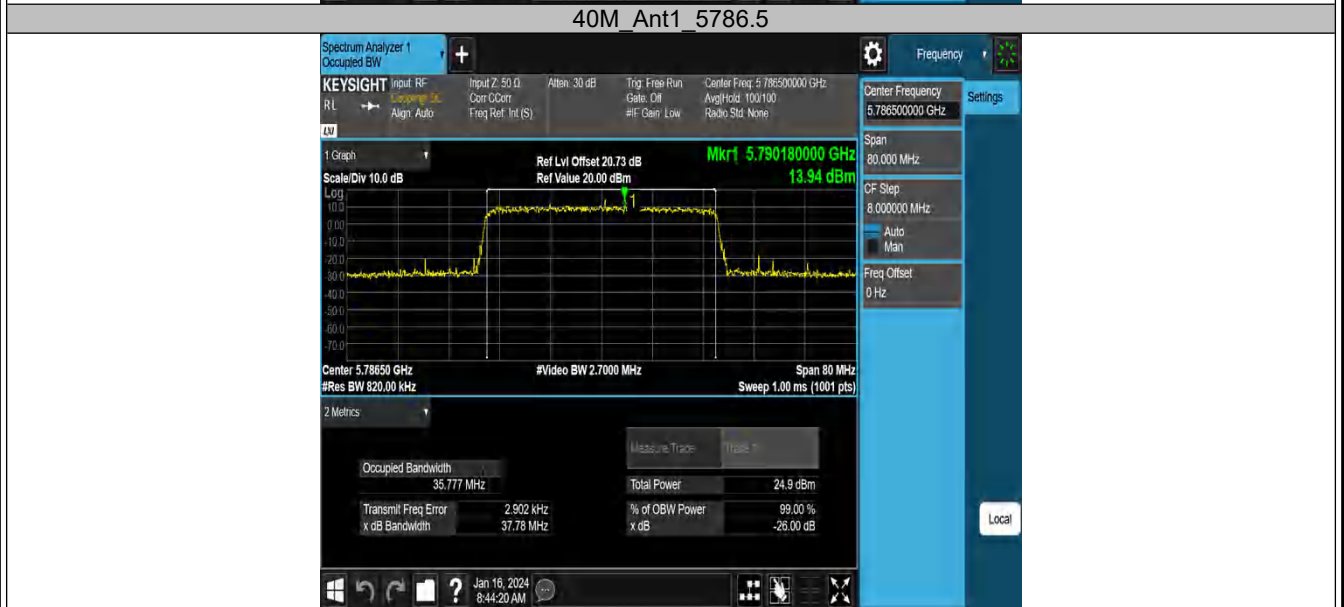 40M_Ant1_5786.5
Spectrum Analyzer 1
Occupied BW
+
Frequency
KEYSIGHT
Input: RF
Coupling: DC
Align: Auto
Input Z: 50 Ω
Corr CCorr
Freq Ref: Int (S)
Atten: 30 dB
Trig: Free Run
Gate: Off
#IF Gain: Low
Center Freq: 5.786500000 GHz
Avg|Hold: 100/100
Radio Std: None
RL
LXI
Center Frequency
5.786500000 GHz
Settings
Span
80.000 MHz
CF Step
8.000000 MHz
Auto
Man
Freq Offset
0 Hz
1 Graph
Scale/Div 10.0 dB
Ref Lvl Offset 20.73 dB
Ref Value 20.00 dBm
Mkr1 5.790180000 GHz
13.94 dBm
Log
10.0
0.00
-10.0
-20.0
-30.0
-40.0
-50.0
-60.0
-70.0
1
Center 5.78650 GHz
#Video BW 2.7000 MHz
Span 80 MHz
#Res BW 820.00 kHz
Sweep 1.00 ms (1001 pts)
2 Metrics
Measure Trace
Trace 1
Occupied Bandwidth
35.777 MHz
Total Power
24.9 dBm
Transmit Freq Error
2.902 kHz
% of OBW Power
99.00 %
x dB Bandwidth
37.78 MHz
x dB
-26.00 dB
Local
?
Jan 16, 2024
8:44:20 AM